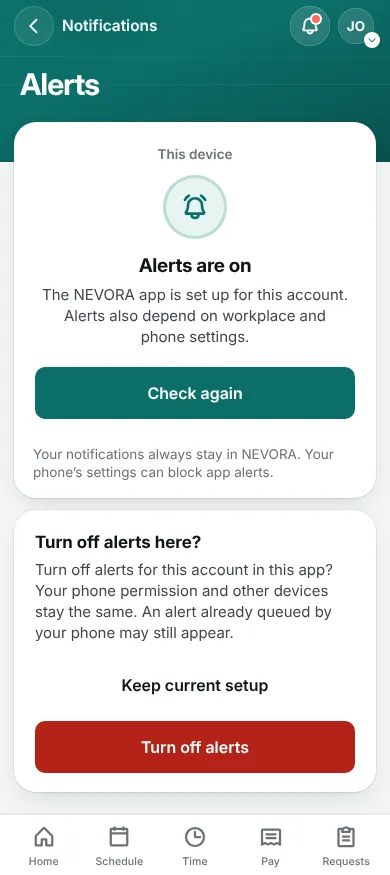 Notifications
JO
Alerts
This device
Alerts are on
The NEVORA app is set up for this account.
Alerts also depend on workplace and
phone settings.
Check again
Your notifications always stay in NEVORA. Your
phone's settings can block app alerts.
Turn off alerts here?
Turn off alerts for this account in this app?
Your phone permission and other devices
stay the same. An alert already queued by
your phone may still appear.
Keep current setup
Turn off alerts
Home
Schedule
Time
Pay
Requests